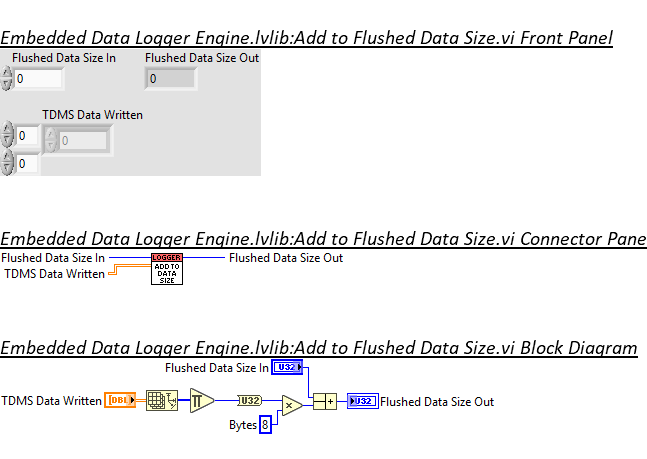 Embedded Data Logger Engine.lvlib:Add to Flushed Data Size.vi Front Panel
Flushed Data Size In Flushed Data Size Out
0 0
TDMS Data Written
0 0
0
Embedded Data Logger Engine.lvlib:Add to Flushed Data Size.vi Connector Pane
Flushed Data Size In LOGGER Flushed Data Size Out
TDMS Data Written ADD TO
DATA
SIZE
Embedded Data Logger Engine.lvlib:Add to Flushed Data Size.vi Block Diagram
Flushed Data Size In U32
TDMS Data Written [DBL] U32 × + U32 Flushed Data Size Out
Bytes 8